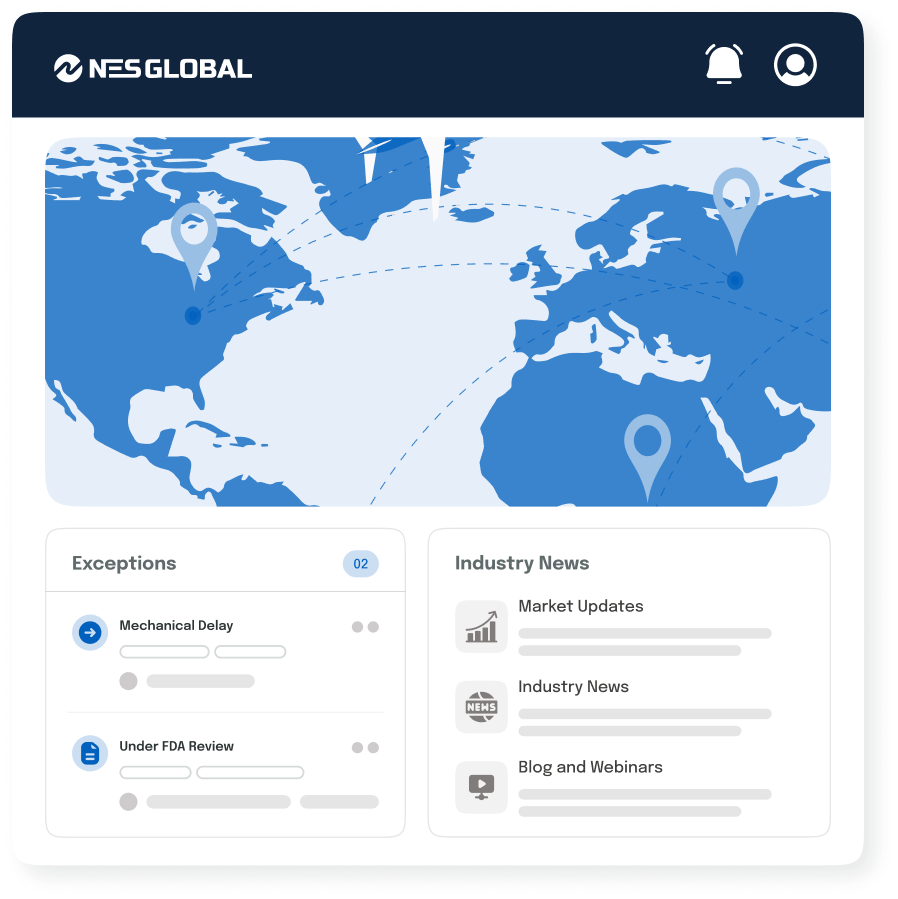 NES GLOBAL
Exceptions
02
Mechanical Delay
Under FDA Review
Industry News
Market Updates
NEWS
Industry News
Blog and Webinars